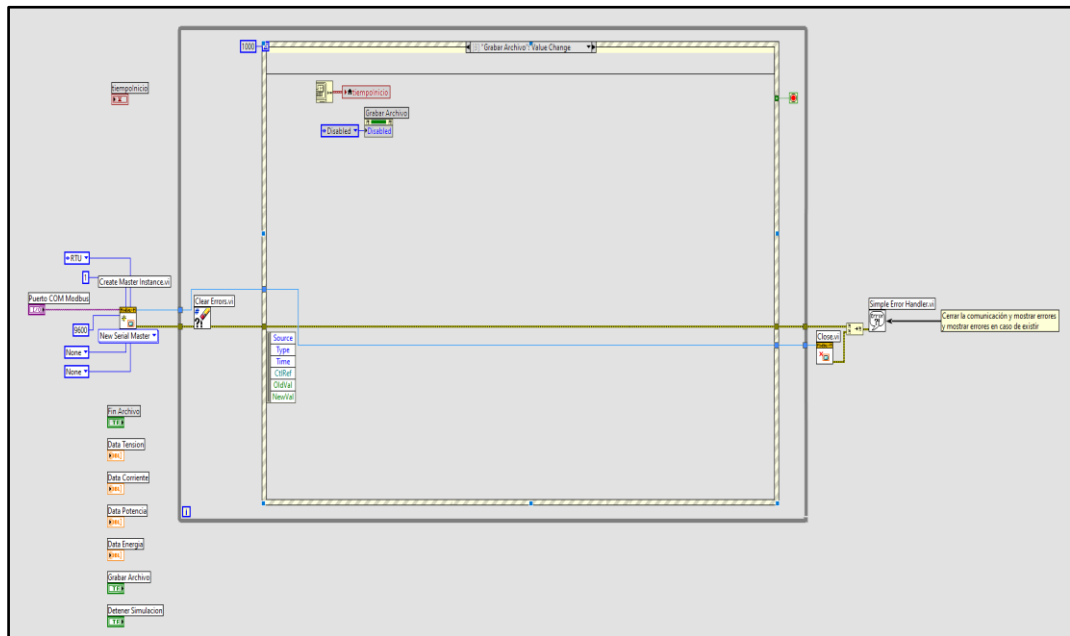 1000
"Grabar Archivo": Value Change
tiempoInicio
tiempoInicio
Grabar Archivo
Disabled
Disabled
RTU
1
Create Master Instance.vi
Puerto COM Modbus
9600
New Serial Master
None
None
Clear Errors.vi
Source
Type
Time
CtlRef
OldVal
NewVal
Simple Error Handler.vi
Cerrar la comunicación y mostrar errores
y mostrar errores en caso de existir
Close.vi
Fin Archivo
TF
Data Tension
DBL
Data Corriente
DBL
Data Potencia
DBL
Data Energia
DBL
Grabar Archivo
TF
Detener Simulacion
TF
i